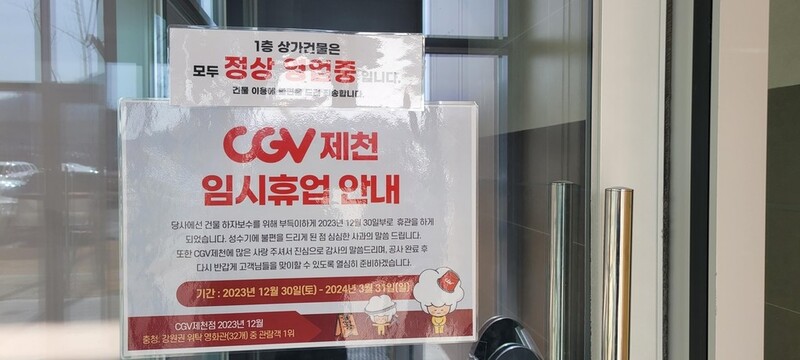 1층 상가건물은
모두 정상 영업중 입니다.
건물 이용에 불편을 드려 죄송합니다.
CGV 제천
임시휴업 안내
당사에선 건물 하자보수를 위해 부득이하게 2023년 12월 30일부로 휴관을 하게
되었습니다. 성수기에 불편을 드리게 된 점 심심한 사과의 말씀 드립니다.
또한 CGV제천에 많은 사랑 주셔서 진심으로 감사의 말씀드리며, 공사 완료 후
다시 반갑게 고객님들을 맞이할 수 있도록 열심히 준비하겠습니다.
기간 : 2023년 12월 30일(토) - 2024년 3월 31일(일)
CGV제천점 2023년 12월
충청, 강원권 위탁 영화관(32개) 중 관람객 1위